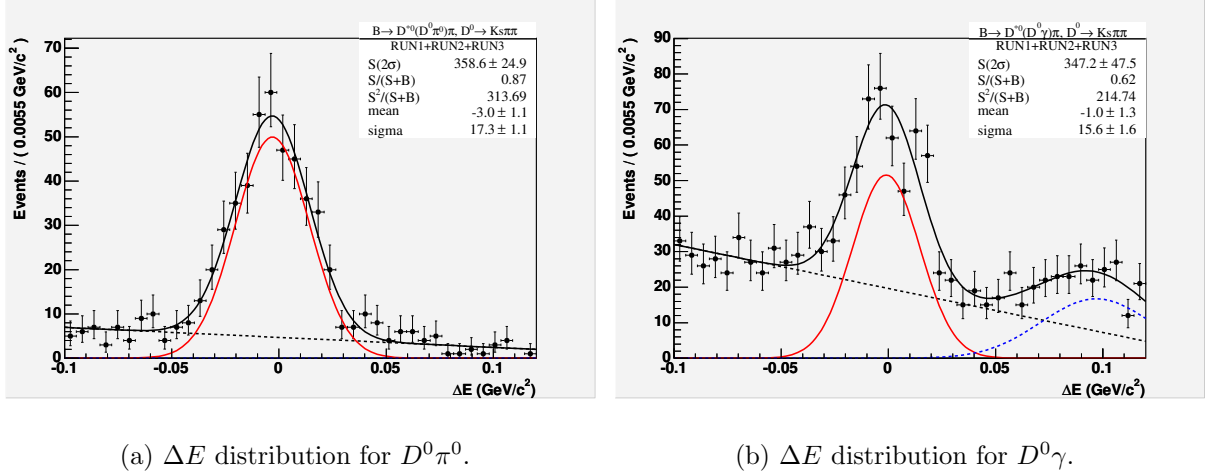 B→ D*0(D0π0)π, D0→ Ksππ
RUN1+RUN2+RUN3
S(2σ) 358.6 ± 24.9
S/(S+B) 0.87
S2/(S+B) 313.69
mean -3.0 ± 1.1
sigma 17.3 ± 1.1
Events / ( 0.0055 GeV/c2 )
70
60
50
40
30
20
10
0
-0.1 -0.05 0 0.05 0.1
ΔE (GeV/c2)
B→ D*0(D0γ)π, D0→ Ksππ
RUN1+RUN2+RUN3
S(2σ) 347.2 ± 47.5
S/(S+B) 0.62
S2/(S+B) 214.74
mean -1.0 ± 1.3
sigma 15.6 ± 1.6
Events / ( 0.0055 GeV/c2 )
90
80
70
60
50
40
30
20
10
0
-0.1 -0.05 0 0.05 0.1
ΔE (GeV/c2)
(a) ΔE distribution for D0π0.
(b) ΔE distribution for D0γ.